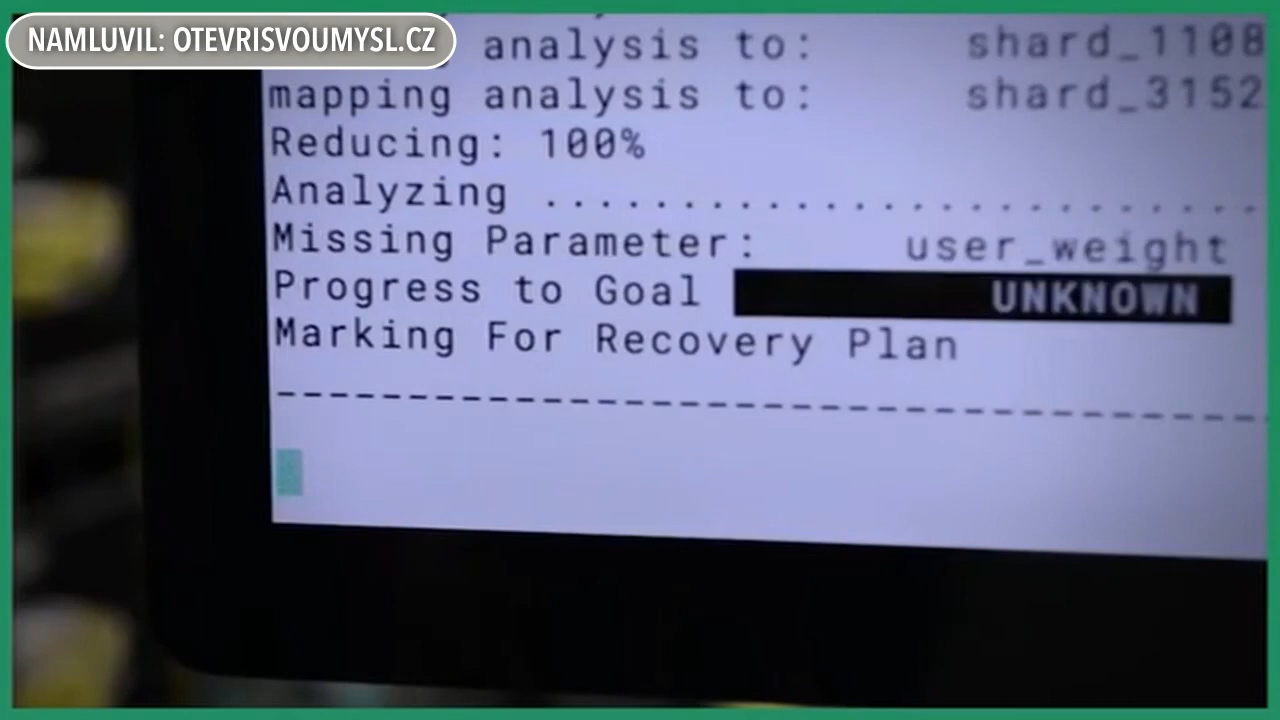 NAMLUVIL: OTEVRISVOUMYSL.CZ
analysis to: shard_1108
mapping analysis to: shard_3152
Reducing: 100%
Analyzing ...........................
Missing Parameter: user_weight
Progress to Goal UNKNOWN
Marking For Recovery Plan
--------------------------------------